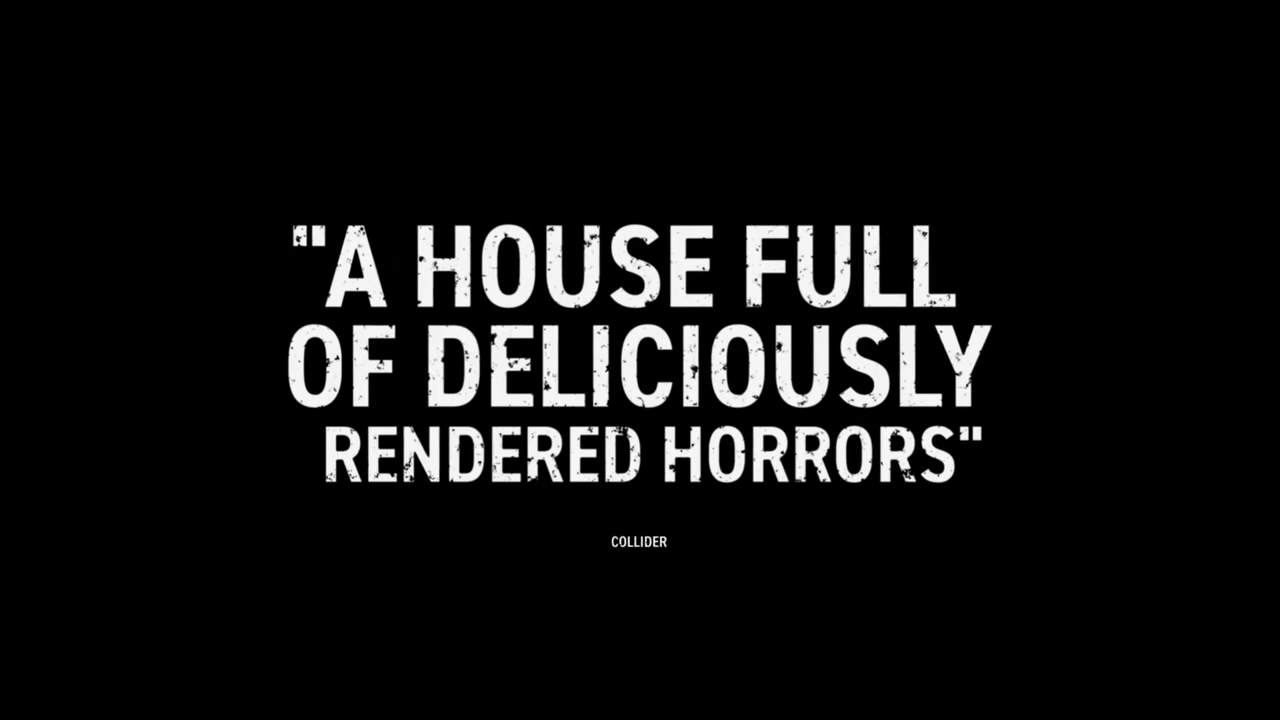 "A HOUSE FULL
OF DELICIOUSLY
RENDERED HORRORS"
COLLIDER